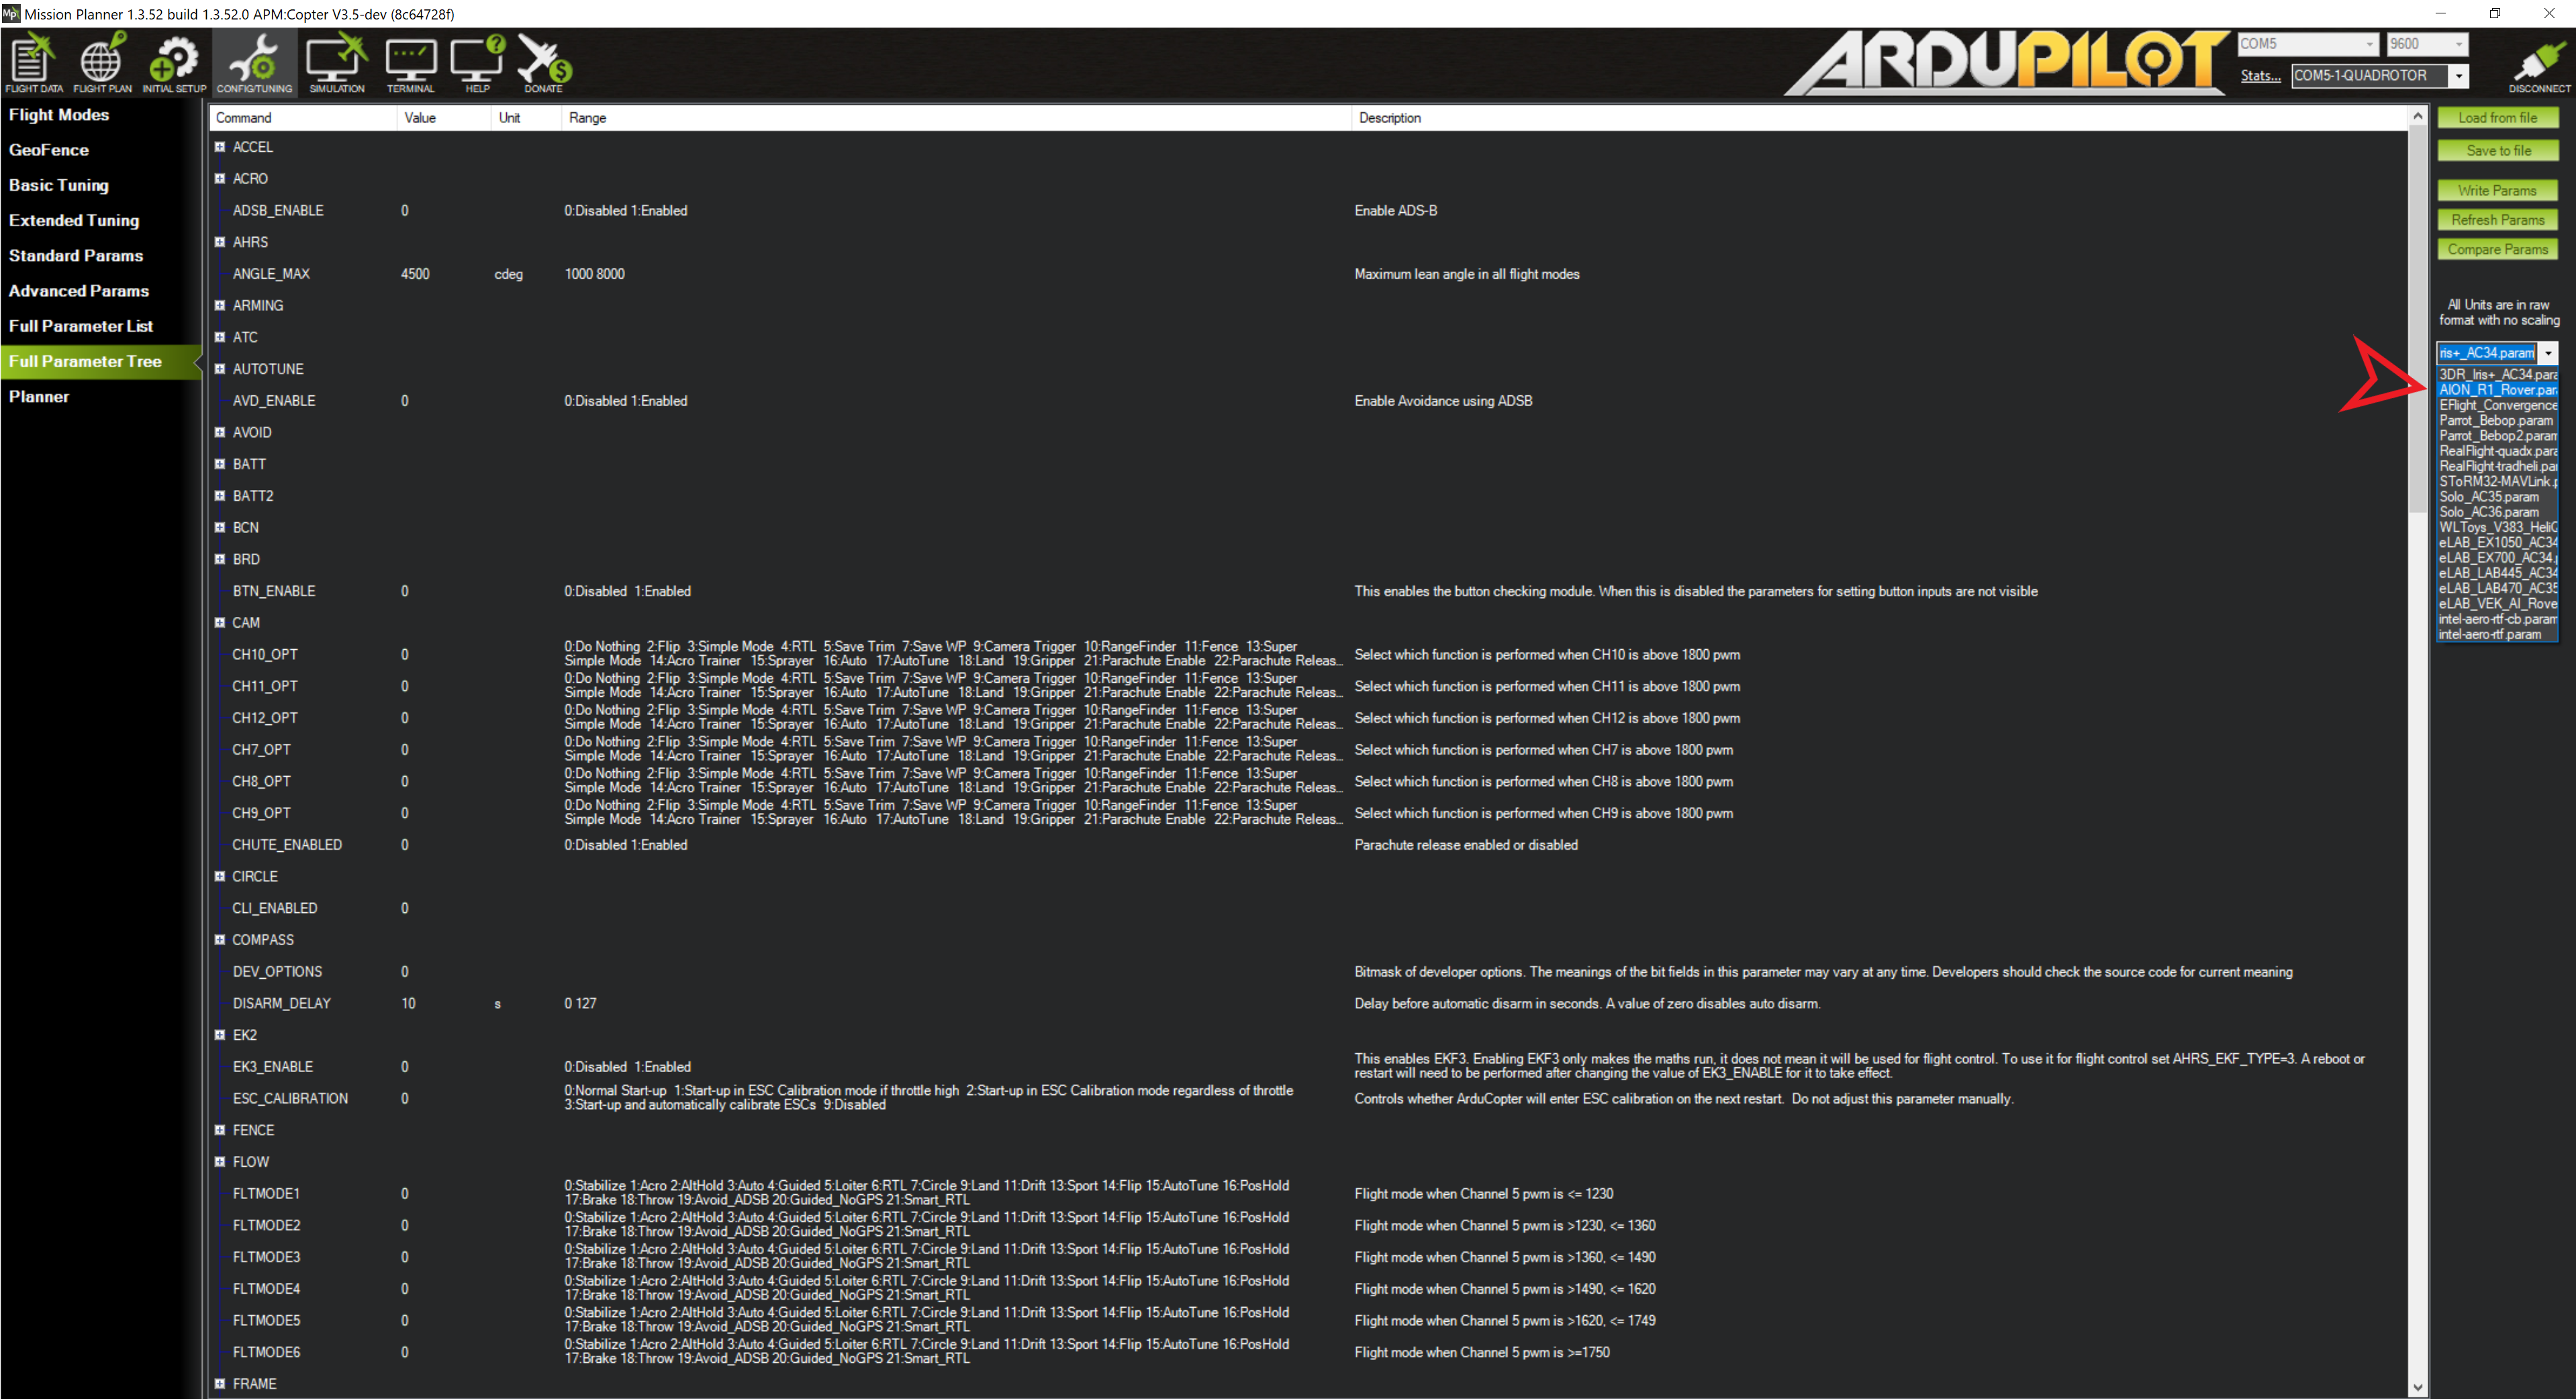 Mission Planner 1.3.52 build 1.3.52.0 APM:Copter V3.5-dev (8c64728f)
FLIGHT DATA FLIGHT PLAN INITIAL SETUP CONFIG/TUNING SIMULATION TERMINAL HELP DONATE
ARDUPILOT
COM5 9600
Stats... COM5-1-QUADROTOR
DISCONNECT
Flight Modes
GeoFence
Basic Tuning
Extended Tuning
Standard Params
Advanced Params
Full Parameter List
Full Parameter Tree
Planner
Command Value Unit Range Description
ACCEL
ACRO
ADSB_ENABLE 0 0:Disabled 1:Enabled Enable ADS-B
AHRS
ANGLE_MAX 4500 cdeg 1000 8000 Maximum lean angle in all flight modes
ARMING
ATC
AUTOTUNE
AVD_ENABLE 0 0:Disabled 1:Enabled Enable Avoidance using ADSB
AVOID
BATT
BATT2
BCN
BRD
BTN_ENABLE 0 0:Disabled 1:Enabled This enables the button checking module. When this is disabled the parameters for setting button inputs are not visible
CAM
CH10_OPT 0 0:Do Nothing 2:Flip 3:Simple Mode 4:RTL 5:Save Trim 7:Save WP 9:Camera Trigger 10:RangeFinder 11:Fence 13:Super
Simple Mode 14:Acro Trainer 15:Sprayer 16:Auto 17:AutoTune 18:Land 19:Gripper 21:Parachute Enable 22:Parachute Releas... Select which function is performed when CH10 is above 1800 pwm
CH11_OPT 0 0:Do Nothing 2:Flip 3:Simple Mode 4:RTL 5:Save Trim 7:Save WP 9:Camera Trigger 10:RangeFinder 11:Fence 13:Super
Simple Mode 14:Acro Trainer 15:Sprayer 16:Auto 17:AutoTune 18:Land 19:Gripper 21:Parachute Enable 22:Parachute Releas... Select which function is performed when CH11 is above 1800 pwm
CH12_OPT 0 0:Do Nothing 2:Flip 3:Simple Mode 4:RTL 5:Save Trim 7:Save WP 9:Camera Trigger 10:RangeFinder 11:Fence 13:Super
Simple Mode 14:Acro Trainer 15:Sprayer 16:Auto 17:AutoTune 18:Land 19:Gripper 21:Parachute Enable 22:Parachute Releas... Select which function is performed when CH12 is above 1800 pwm
CH7_OPT 0 0:Do Nothing 2:Flip 3:Simple Mode 4:RTL 5:Save Trim 7:Save WP 9:Camera Trigger 10:RangeFinder 11:Fence 13:Super
Simple Mode 14:Acro Trainer 15:Sprayer 16:Auto 17:AutoTune 18:Land 19:Gripper 21:Parachute Enable 22:Parachute Releas... Select which function is performed when CH7 is above 1800 pwm
CH8_OPT 0 0:Do Nothing 2:Flip 3:Simple Mode 4:RTL 5:Save Trim 7:Save WP 9:Camera Trigger 10:RangeFinder 11:Fence 13:Super
Simple Mode 14:Acro Trainer 15:Sprayer 16:Auto 17:AutoTune 18:Land 19:Gripper 21:Parachute Enable 22:Parachute Releas... Select which function is performed when CH8 is above 1800 pwm
CH9_OPT 0 0:Do Nothing 2:Flip 3:Simple Mode 4:RTL 5:Save Trim 7:Save WP 9:Camera Trigger 10:RangeFinder 11:Fence 13:Super
Simple Mode 14:Acro Trainer 15:Sprayer 16:Auto 17:AutoTune 18:Land 19:Gripper 21:Parachute Enable 22:Parachute Releas... Select which function is performed when CH9 is above 1800 pwm
CHUTE_ENABLED 0 0:Disabled 1:Enabled Parachute release enabled or disabled
CIRCLE
CLI_ENABLED 0
COMPASS
DEV_OPTIONS 0 Bitmask of developer options. The meanings of the bit fields in this parameter may vary at any time. Developers should check the source code for current meaning
DISARM_DELAY 10 s 0 127 Delay before automatic disarm in seconds. A value of zero disables auto disarm.
EK2
EK3_ENABLE 0 0:Disabled 1:Enabled This enables EKF3. Enabling EKF3 only makes the maths run, it does not mean it will be used for flight control. To use it for flight control set AHRS_EKF_TYPE=3. A reboot or
restart will need to be performed after changing the value of EK3_ENABLE for it to take effect.
ESC_CALIBRATION 0 0:Normal Start-up 1:Start-up in ESC Calibration mode if throttle high 2:Start-up in ESC Calibration mode regardless of throttle
3:Start-up and automatically calibrate ESCs 9:Disabled Controls whether ArduCopter will enter ESC calibration on the next restart. Do not adjust this parameter manually.
FENCE
FLOW
FLTMODE1 0 0:Stabilize 1:Acro 2:AltHold 3:Auto 4:Guided 5:Loiter 6:RTL 7:Circle 9:Land 11:Drift 13:Sport 14:Flip 15:AutoTune 16:PosHold
17:Brake 18:Throw 19:Avoid_ADSB 20:Guided_NoGPS 21:Smart_RTL Flight mode when Channel 5 pwm is <= 1230
FLTMODE2 0 0:Stabilize 1:Acro 2:AltHold 3:Auto 4:Guided 5:Loiter 6:RTL 7:Circle 9:Land 11:Drift 13:Sport 14:Flip 15:AutoTune 16:PosHold
17:Brake 18:Throw 19:Avoid_ADSB 20:Guided_NoGPS 21:Smart_RTL Flight mode when Channel 5 pwm is >1230, <= 1360
FLTMODE3 0 0:Stabilize 1:Acro 2:AltHold 3:Auto 4:Guided 5:Loiter 6:RTL 7:Circle 9:Land 11:Drift 13:Sport 14:Flip 15:AutoTune 16:PosHold
17:Brake 18:Throw 19:Avoid_ADSB 20:Guided_NoGPS 21:Smart_RTL Flight mode when Channel 5 pwm is >1360, <= 1490
FLTMODE4 0 0:Stabilize 1:Acro 2:AltHold 3:Auto 4:Guided 5:Loiter 6:RTL 7:Circle 9:Land 11:Drift 13:Sport 14:Flip 15:AutoTune 16:PosHold
17:Brake 18:Throw 19:Avoid_ADSB 20:Guided_NoGPS 21:Smart_RTL Flight mode when Channel 5 pwm is >1490, <= 1620
FLTMODE5 0 0:Stabilize 1:Acro 2:AltHold 3:Auto 4:Guided 5:Loiter 6:RTL 7:Circle 9:Land 11:Drift 13:Sport 14:Flip 15:AutoTune 16:PosHold
17:Brake 18:Throw 19:Avoid_ADSB 20:Guided_NoGPS 21:Smart_RTL Flight mode when Channel 5 pwm is >1620, <= 1749
FLTMODE6 0 0:Stabilize 1:Acro 2:AltHold 3:Auto 4:Guided 5:Loiter 6:RTL 7:Circle 9:Land 11:Drift 13:Sport 14:Flip 15:AutoTune 16:PosHold
17:Brake 18:Throw 19:Avoid_ADSB 20:Guided_NoGPS 21:Smart_RTL Flight mode when Channel 5 pwm is >=1750
FRAME
Load from file
Save to file
Write Params
Refresh Params
Compare Params
All Units are in raw
format with no scaling
ris+_AC34.param
3DR_Iris+_AC34.para
AION_R1_Rover.par
EFlight_Convergence
Parrot_Bebop.param
Parrot_Bebop2.param
RealFlight-quadx.para
RealFlight-tradheli.par
SToRM32-MAVLink.p
Solo_AC35.param
Solo_AC36.param
WLToys_V383_HeliQ
eLAB_EX1050_AC34
eLAB_EX700_AC34.p
eLAB_LAB445_AC34
eLAB_LAB470_AC35
eLAB_VEK_AI_Rove
intel-aero-rtf-cb.param
intel-aero-rtf.param